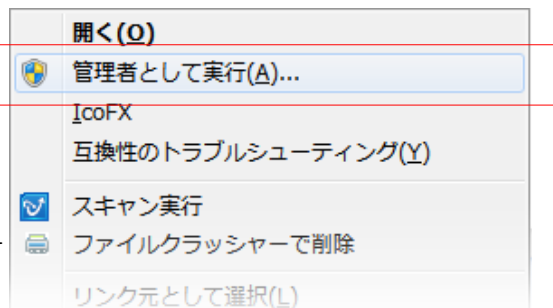 開く(O)
管理者として実行(A)...
IcoFX
互換性のトラブルシューティング(Y)
スキャン実行
ファイルクラッシャーで削除
リンク元として選択(L)